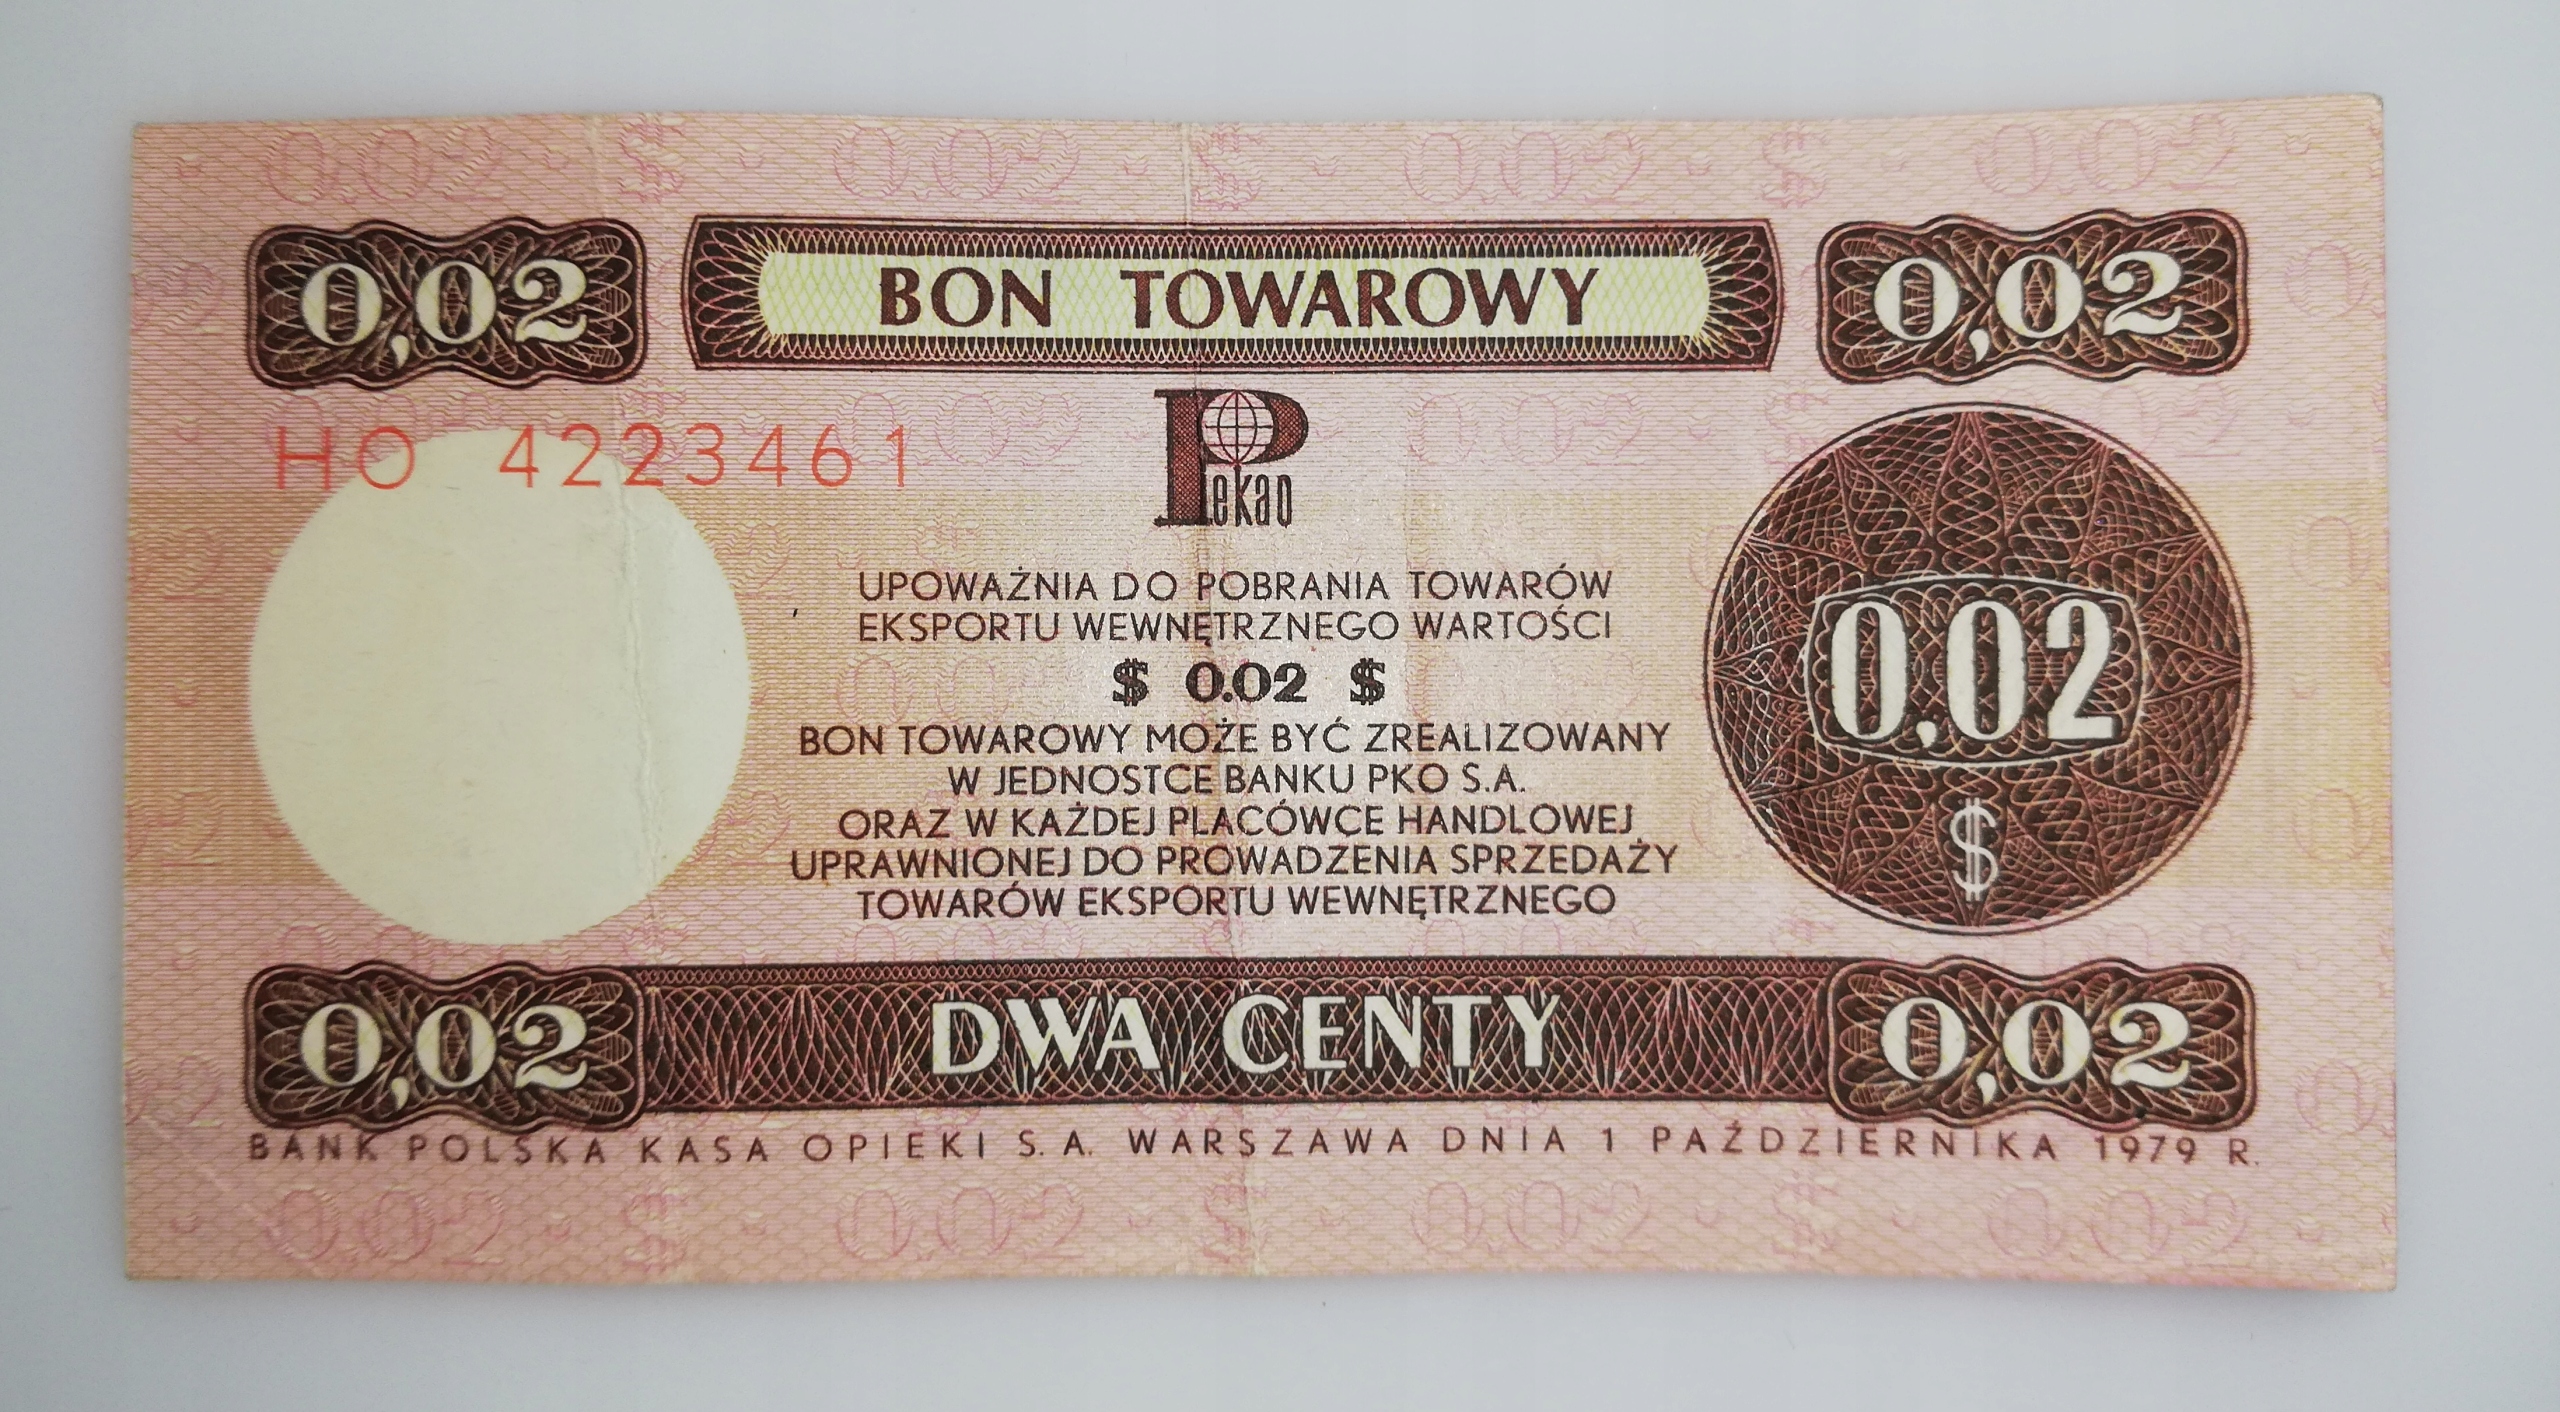 0,02 BON TOWAROWY 0,02
HO 4223461
Pekao
UPOWAŻNIA DO POBRANIA TOWARÓW
EKSPORTU WEWNĘTRZNEGO WARTOŚCI
$ 0.02 $
BON TOWAROWY MOŻE BYĆ ZREALIZOWANY
W JEDNOSTCE BANKU PKO S.A.
ORAZ W KAŻDEJ PLACÓWCE HANDLOWEJ
UPRAWNIONEJ DO PROWADZENIA SPRZEDAŻY
TOWARÓW EKSPORTU WEWNĘTRZNEGO
0,02
$
0,02 DWA CENTY 0,02
BANK POLSKA KASA OPIEKI S. A. WARSZAWA DNIA 1 PAŹDZIERNIKA 1979 R.